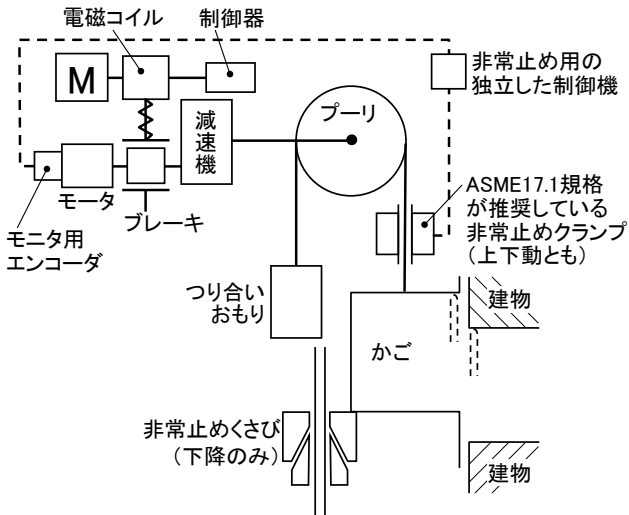 電磁コイル
制御器
M
減
速
機
プーリ
非常止め用の
独立した制御機
モータ
ブレーキ
モニタ用
エンコーダ
ASME17.1規格
が推奨している
非常止めクランプ
(上下動とも)
つり合い
おもり
かご
建物
非常止めくさび
(下降のみ)
建物